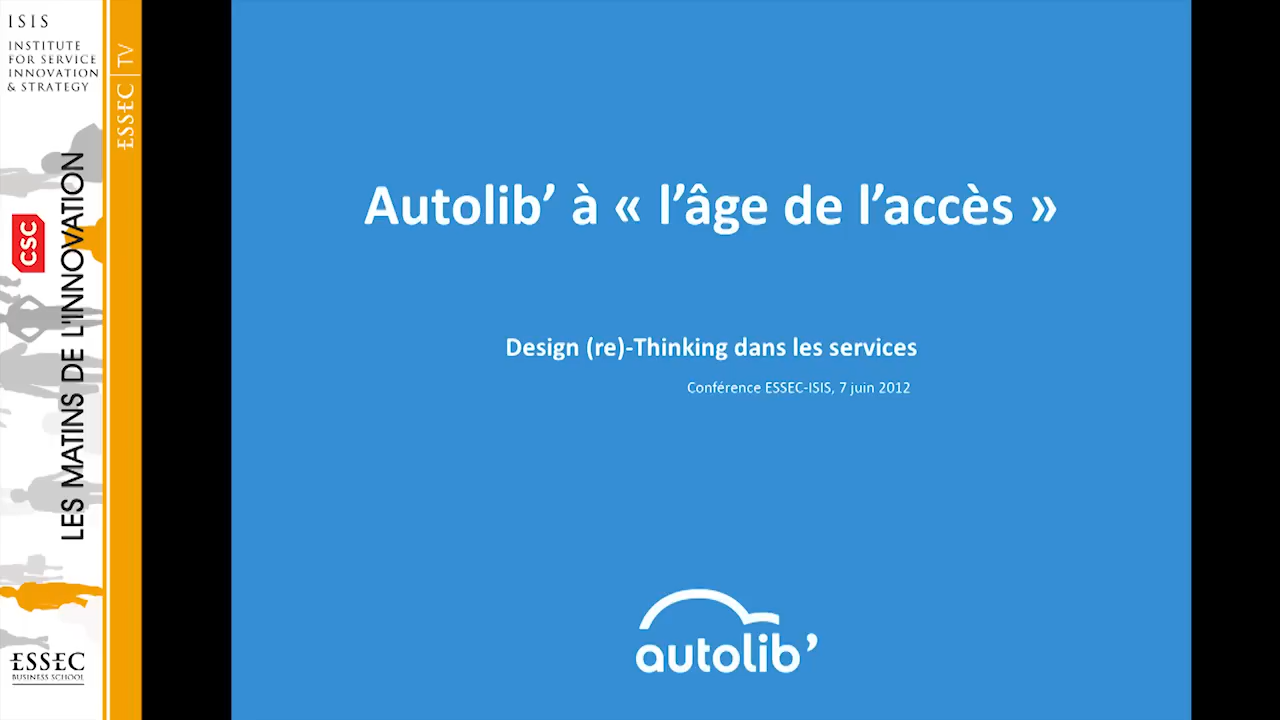 ISIS
INSTITUTE
FOR SERVICE
INNOVATION
& STRATEGY
ESSEC | TV
CSC
LES MATINS DE L'INNOVATION
ESSEC
BUSINESS SCHOOL
Autolib’ à « l’âge de l’accès »
Design (re)-Thinking dans les services
Conférence ESSEC-ISIS, 7 juin 2012
autolib’